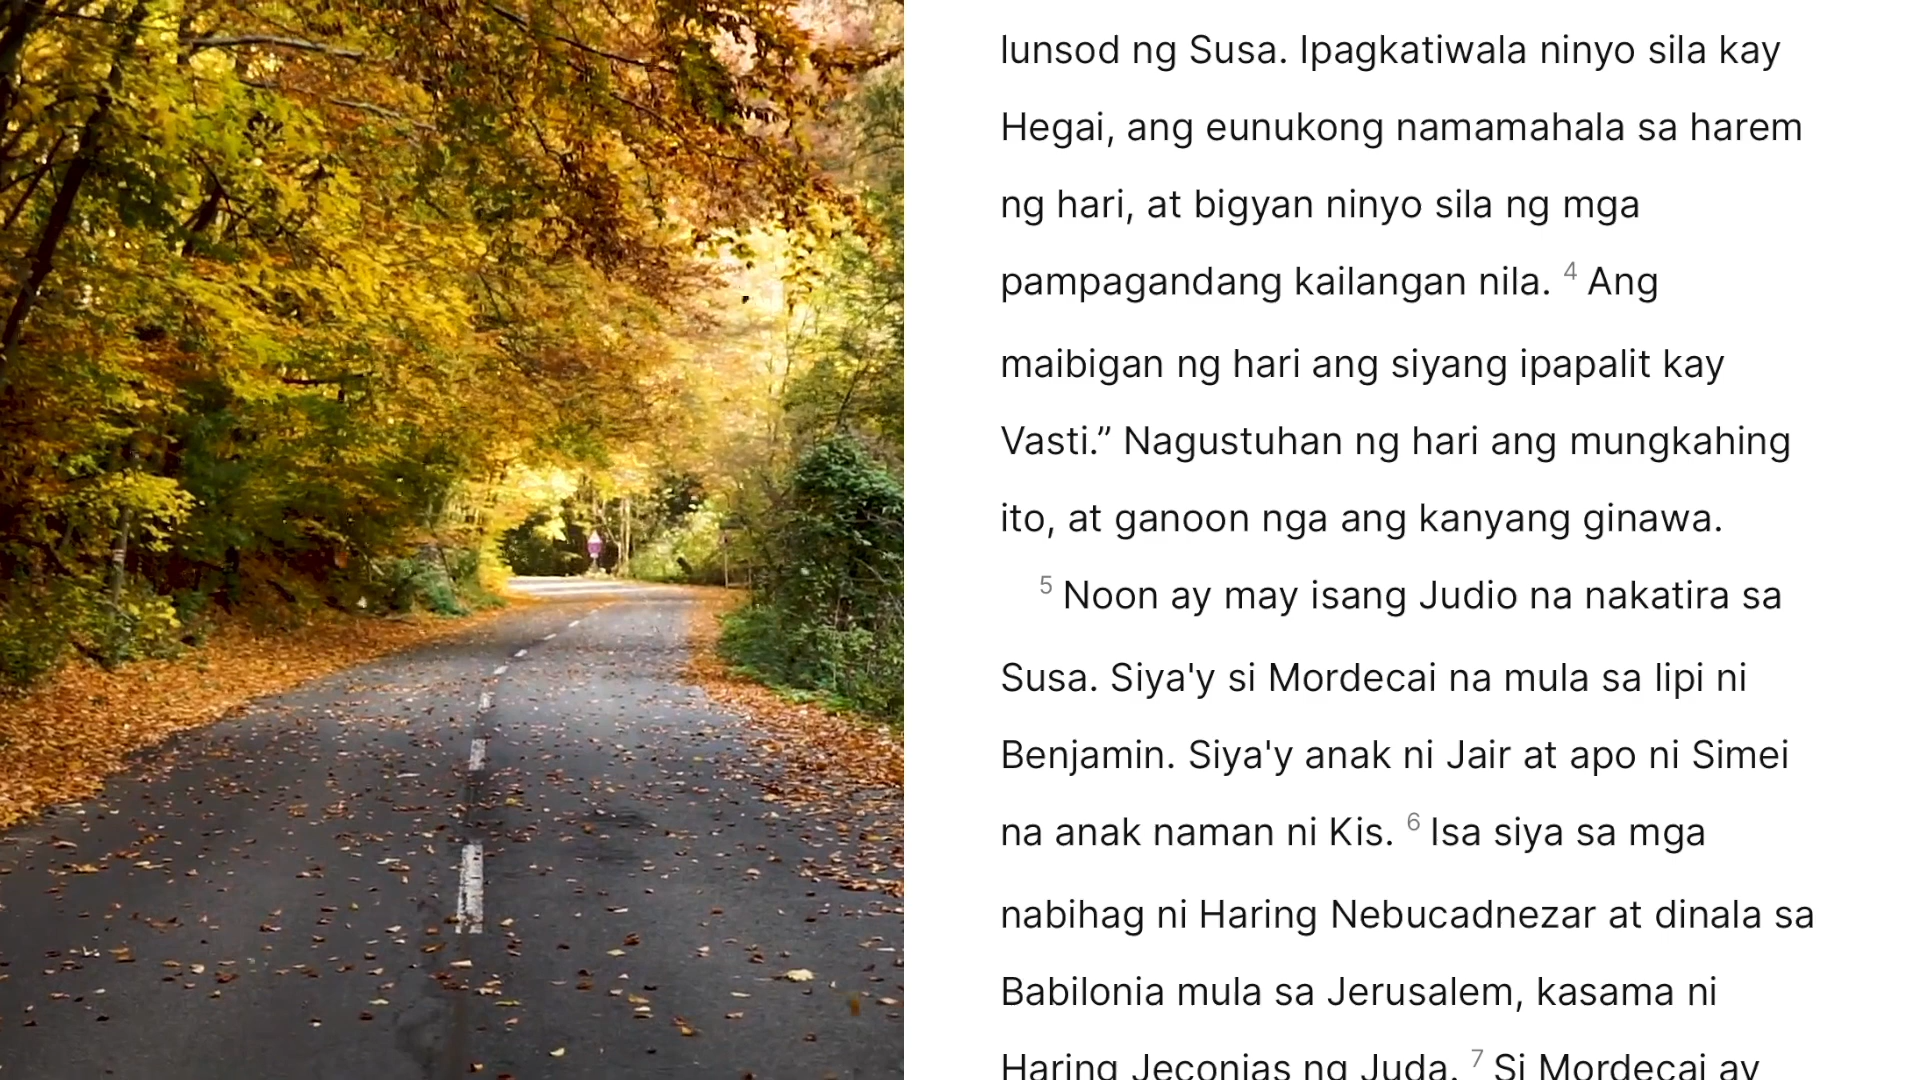 lunsod ng Susa. Ipagkatiwala ninyo sila kay
Hegai, ang eunukong namamahala sa harem
ng hari, at bigyan ninyo sila ng mga
pampagandang kailangan nila. 4 Ang
maibigan ng hari ang siyang ipapalit kay
Vasti.” Nagustuhan ng hari ang mungkahing
ito, at ganoon nga ang kanyang ginawa.
5 Noon ay may isang Judio na nakatira sa
Susa. Siya'y si Mordecai na mula sa lipi ni
Benjamin. Siya'y anak ni Jair at apo ni Simei
na anak naman ni Kis. 6 Isa siya sa mga
nabihag ni Haring Nebucadnezar at dinala sa
Babilonia mula sa Jerusalem, kasama ni
Haring Jeconias ng Juda. 7 Si Mordecai ay